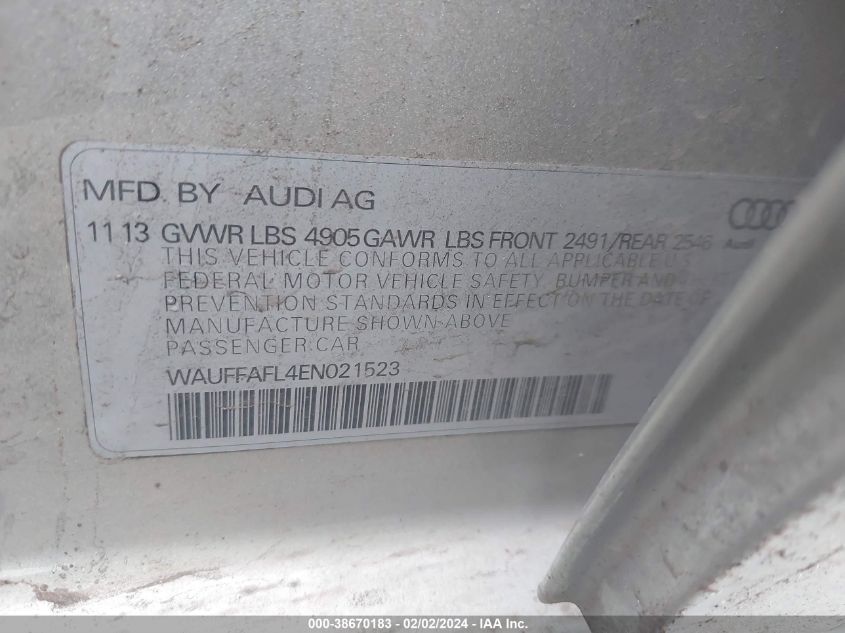 MFD. BY AUDI AG
11 13 GVWR LBS 4905 GAWR LBS FRONT 2491/REAR 2546
Audi
THIS VEHICLE CONFORMS TO ALL APPLICABLE U.S.
FEDERAL MOTOR VEHICLE SAFETY, BUMPER AND
PREVENTION STANDARDS IN EFFECT ON THE DATE OF
MANUFACTURE SHOWN ABOVE
PASSENGER CAR
WAUFFAFL4EN021523
000-38670183 - 02/02/2024 - IAA Inc.